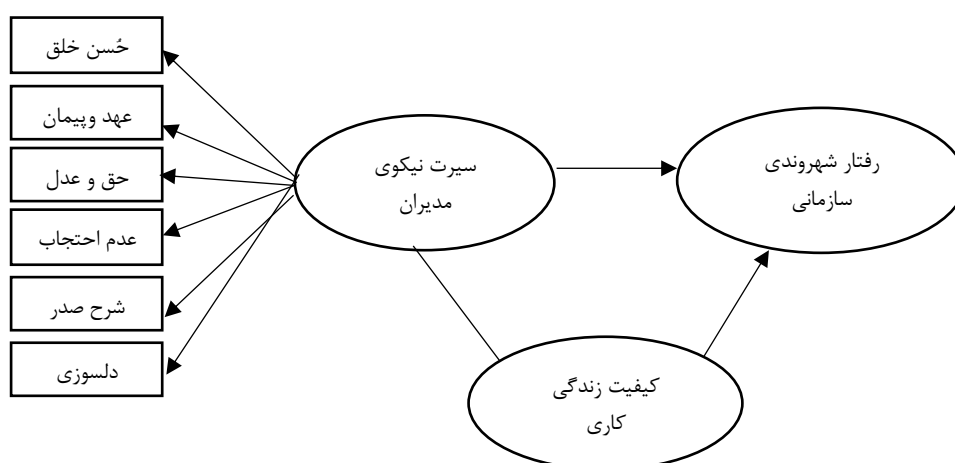 حُسن خلق
عهد وپیمان
حق و عدل
عدم احتجاب
شرح صدر
دلسوزی
سیرت نیکوی
مدیران
رفتار شهروندی
سازمانی
کیفیت زندگی
کاری